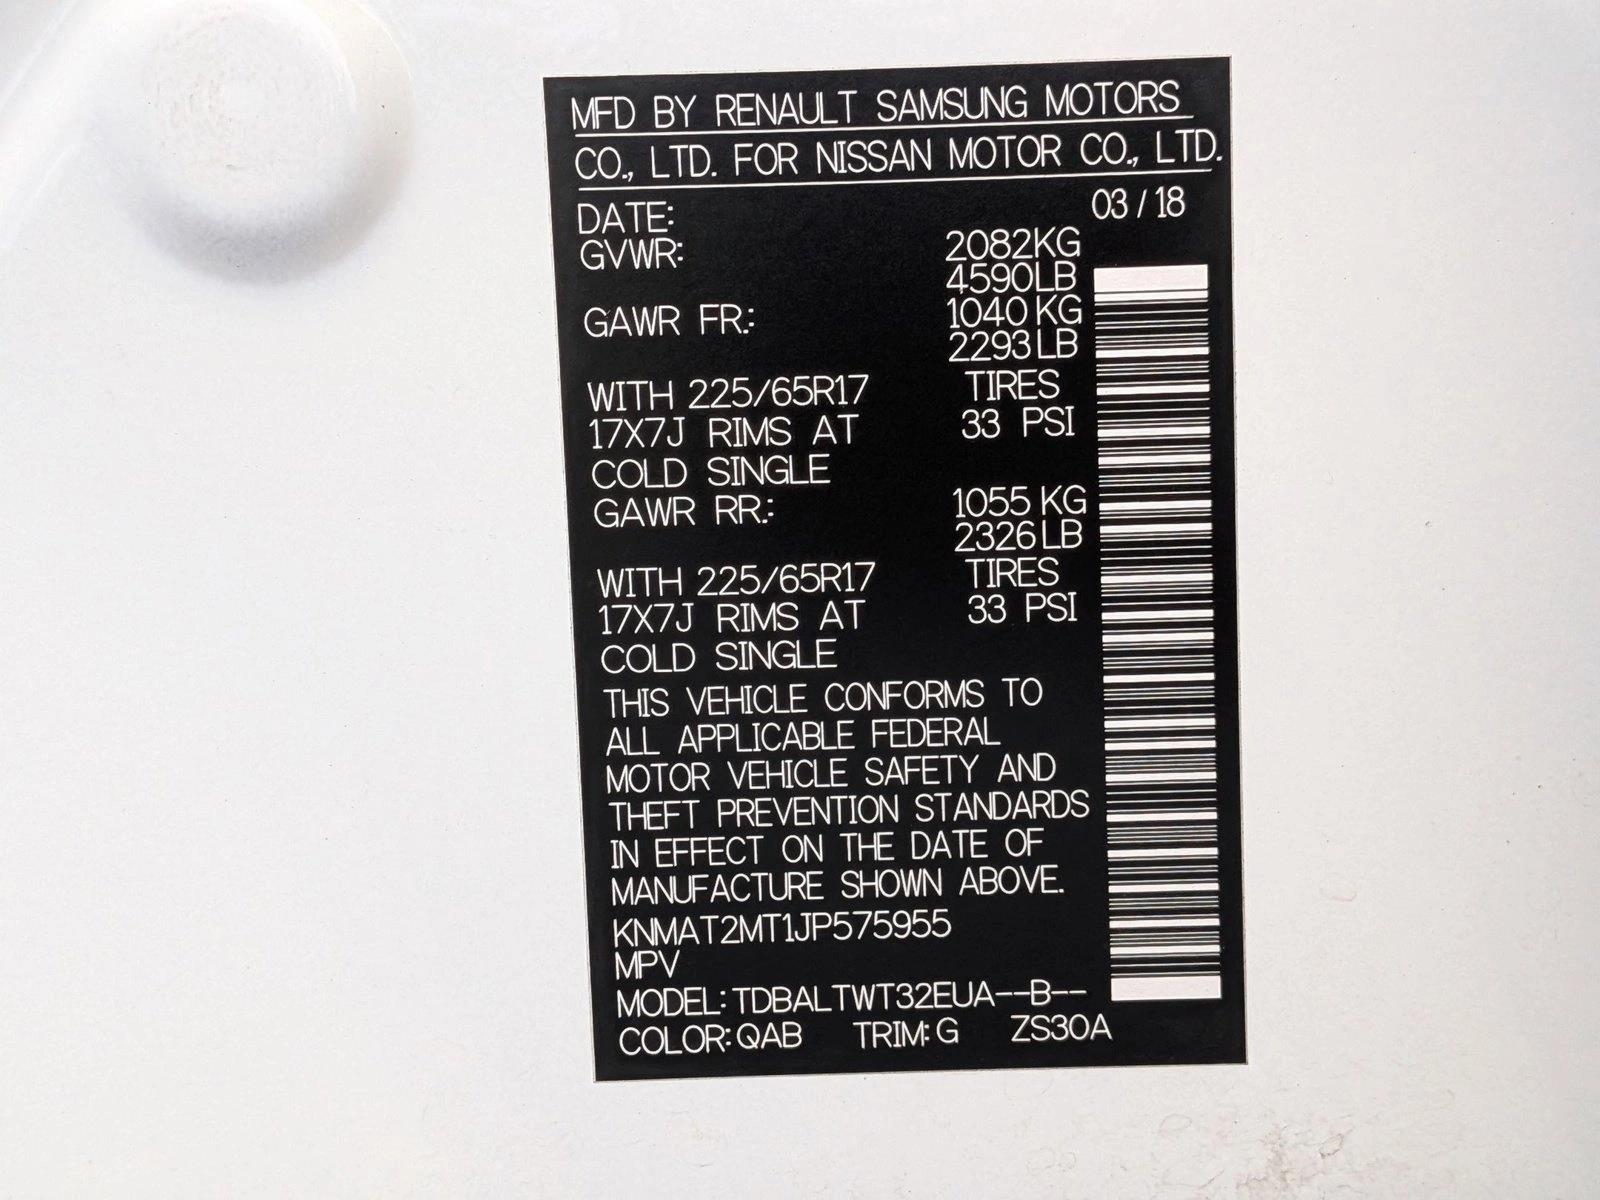 MFD BY RENAULT SAMSUNG MOTORS
CO., LTD. FOR NISSAN MOTOR CO., LTD.
DATE: 03 / 18
GVWR: 2082KG
4590LB
GAWR FR.: 1040 KG
2293LB
WITH 225/65R17 TIRES
17X7J RIMS AT 33 PSI
COLD SINGLE
GAWR RR.: 1055 KG
2326LB
WITH 225/65R17 TIRES
17X7J RIMS AT 33 PSI
COLD SINGLE
THIS VEHICLE CONFORMS TO
ALL APPLICABLE FEDERAL
MOTOR VEHICLE SAFETY AND
THEFT PREVENTION STANDARDS
IN EFFECT ON THE DATE OF
MANUFACTURE SHOWN ABOVE.
KNMAT2MT1JP575955
MPV
MODEL: TDBALTWT32EUA--B--
COLOR: QAB TRIM: G ZS30A